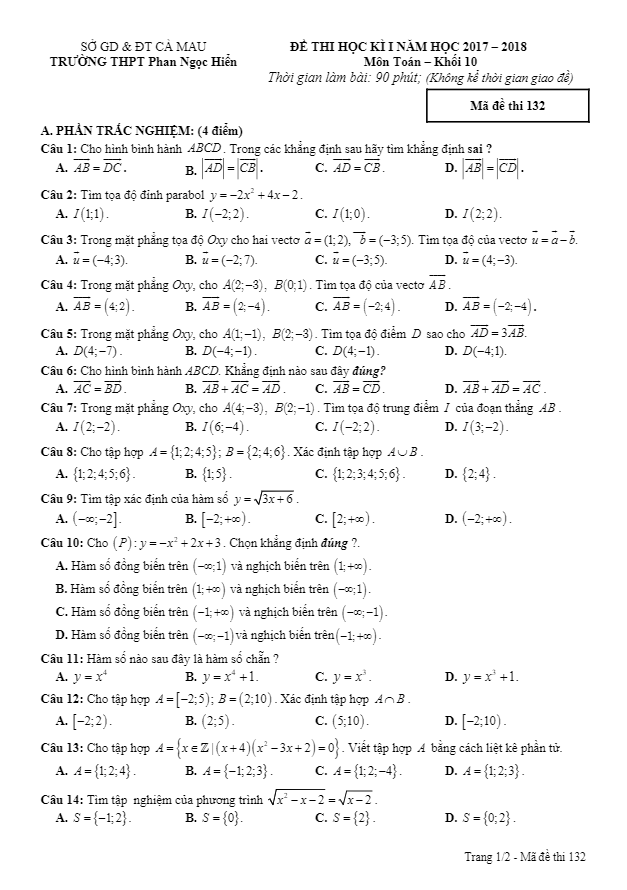 SỞ GD & ĐT CÀ MAU
TRƯỜNG THPT Phan Ngọc Hiển
ĐỀ THI HỌC KÌ I NĂM HỌC 2017 – 2018
Môn Toán – Khối 10
Thời gian làm bài: 90 phút; (Không kể thời gian giao đề)
Mã đề thi 132
A. PHẦN TRẮC NGHIỆM: (4 điểm)
Câu 1: Cho hình bình hành ABCD. Trong các khẳng định sau hãy tìm khẳng định sai ?
A. $\overrightarrow{AB}=\overrightarrow{DC}$. B. $|\overrightarrow{AD}|=|\overrightarrow{CB}|$. C. $\overrightarrow{AD}=\overrightarrow{CB}$. D. $|\overrightarrow{AB}|=|\overrightarrow{CD}|$.
Câu 2: Tìm tọa độ đỉnh parabol $y=-2x^2+4x-2$.
A. I(1;1). B. I(−2;2). C. I(1;0). D. I(2;2).
Câu 3: Trong mặt phẳng tọa độ Oxy cho hai vectơ $\vec{a}=(1;2)$, $\vec{b}=(-3;5)$. Tìm tọa độ của vectơ $\vec{u}=\vec{a}-\vec{b}$.
A. $\vec{u}=(-4;3)$. B. $\vec{u}=(-2;7)$. C. $\vec{u}=(-3;5)$. D. $\vec{u}=(4;-3)$.
Câu 4: Trong mặt phẳng Oxy, cho A(2;−3), B(0;1). Tìm tọa độ của vectơ $\overrightarrow{AB}$.
A. $\overrightarrow{AB}=(4;2)$. B. $\overrightarrow{AB}=(2;-4)$. C. $\overrightarrow{AB}=(-2;4)$. D. $\overrightarrow{AB}=(-2;-4)$.
Câu 5: Trong mặt phẳng Oxy, cho A(1;−1), B(2;−3). Tìm tọa độ điểm D sao cho $\overrightarrow{AD}=3\overrightarrow{AB}$.
A. D(4;−7). B. D(−4;−1). C. D(4;−1). D. D(−4;1).
Câu 6: Cho hình bình hành ABCD. Khẳng định nào sau đây đúng?
A. $\overrightarrow{AC}=\overrightarrow{BD}$. B. $\overrightarrow{AB}+\overrightarrow{AC}=\overrightarrow{AD}$. C. $\overrightarrow{AB}=\overrightarrow{CD}$. D. $\overrightarrow{AB}+\overrightarrow{AD}=\overrightarrow{AC}$.
Câu 7: Trong mặt phẳng Oxy, cho A(4;−3), B(2;−1). Tìm tọa độ trung điểm I của đoạn thẳng AB.
A. I(2;−2). B. I(6;−4). C. I(−2;2). D. I(3;−2).
Câu 8: Cho tập hợp A={1;2;4;5}; B={2;4;6}. Xác định tập hợp A∪B.
A. {1;2;4;5;6}. B. {1;5}. C. {1;2;3;4;5;6}. D. {2;4}.
Câu 9: Tìm tập xác định của hàm số $y=\sqrt{3x+6}$.
A. (−∞;−2]. B. [−2;+∞). C. [2;+∞). D. (−2;+∞).
Câu 10: Cho $(P): y=-x^2+2x+3$. Chọn khẳng định đúng ?.
A. Hàm số đồng biến trên (−∞;1) và nghịch biến trên (1;+∞).
B. Hàm số đồng biến trên (1;+∞) và nghịch biến trên (−∞;1).
C. Hàm số đồng biến trên (−1;+∞) và nghịch biến trên (−∞;−1).
D. Hàm số đồng biến trên (−∞;−1) và nghịch biến trên (−1;+∞).
Câu 11: Hàm số nào sau đây là hàm số chẵn ?
A. $y=x^4$ B. $y=x^4+1$. C. $y=x^3$. D. $y=x^3+1$.
Câu 12: Cho tập hợp A=[−2;5); B=(2;10). Xác định tập hợp A∩B.
A. [−2;2). B. (2;5). C. (5;10). D. [−2;10).
Câu 13: Cho tập hợp $A=\{x\in\mathbb{Z}|(x+4)(x^2-3x+2)=0\}$. Viết tập hợp A bằng cách liệt kê phần tử.
A. A={1;2;4}. B. A={−1;2;3}. C. A={1;2;−4}. D. A={1;2;3}.
Câu 14: Tìm tập nghiệm của phương trình $\sqrt{x^2-x-2}=\sqrt{x-2}$.
A. S={−1;2}. B. S={0}. C. S={2}. D. S={0;2}.
Trang 1/2 - Mã đề thi 132